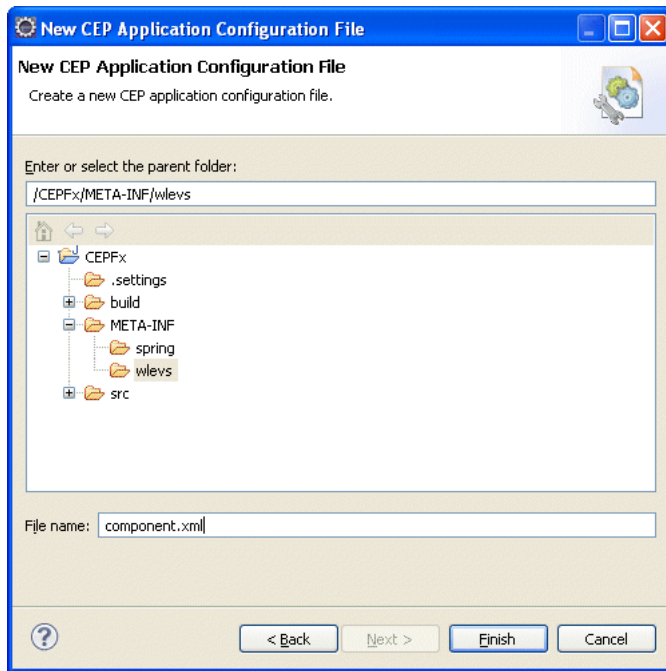 New CEP Application Configuration File
New CEP Application Configuration File
Create a new CEP application configuration file.
Enter or select the parent folder:
/CEPFx/META-INF/wlevs
CEPFx
.settings
build
META-INF
spring
wlevs
src
File name: component.xml
< Back Next > Finish Cancel